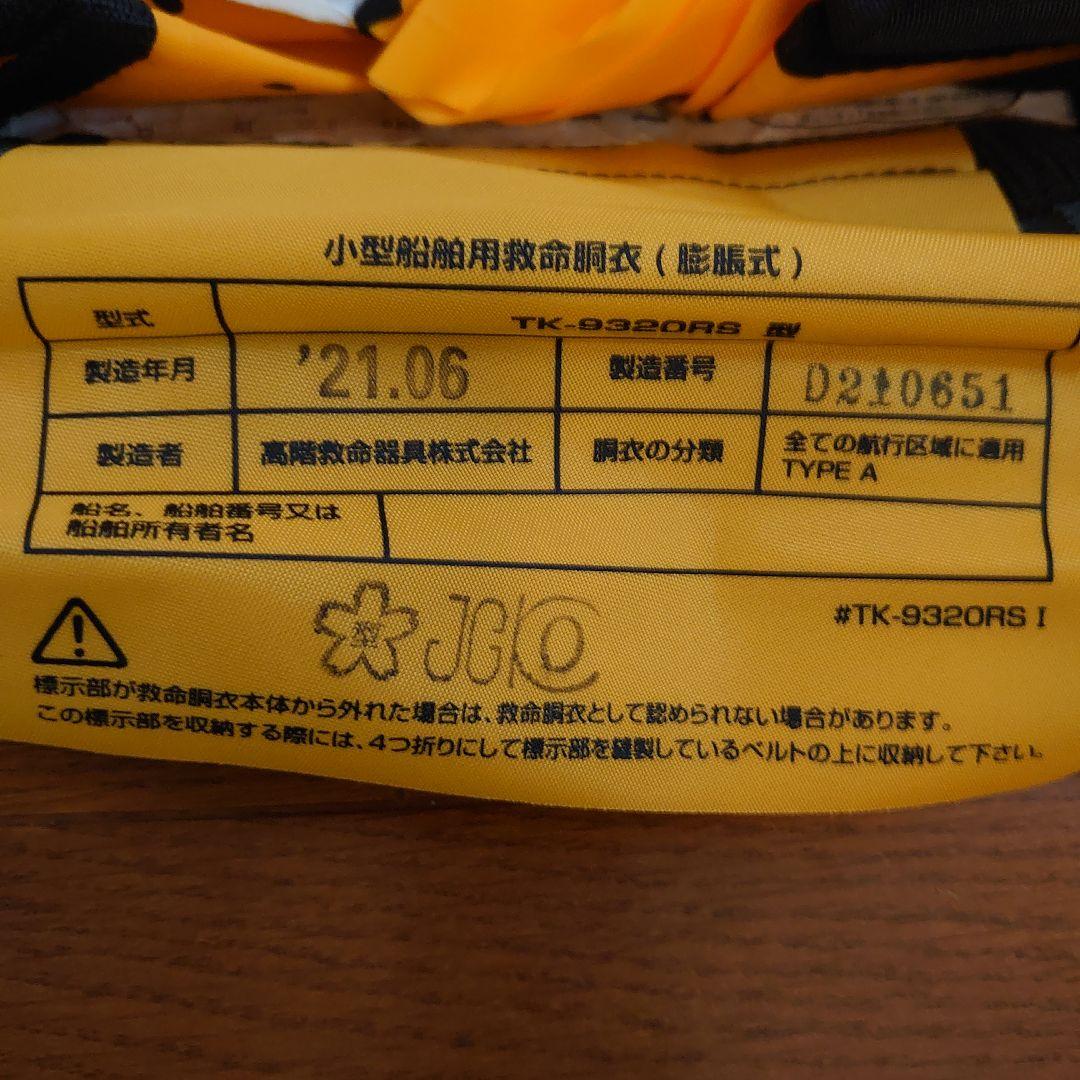 小型船舶用救命胴衣(膨脹式)
型式 TK-9320RS 型
製造年月 '21.06 製造番号 D210651
製造者 高階救命器具株式会社 胴衣の分類 全ての航行区域に適用
TYPE A
船名、船舶番号又は
船舶所有者名
型 JCI
#TK-9320RS I
標示部が救命胴衣本体から外れた場合は、救命胴衣として認められない場合があります。
この標示部を収納する際には、4つ折りにして標示部を縫製しているベルトの上に収納して下さい。